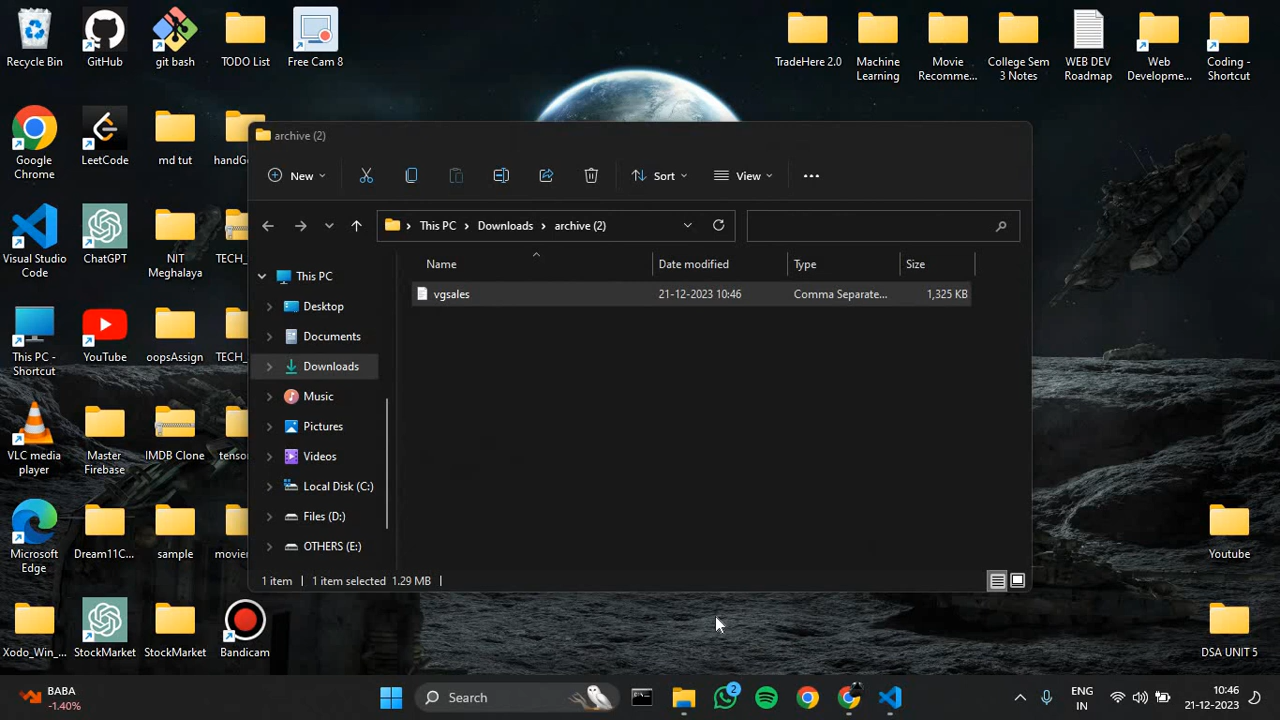 Recycle Bin
GitHub
git bash
TODO List
Free Cam 8
TradeHere 2.0
Machine
Learning
Movie
Recomme...
College Sem
3 Notes
WEB DEV
Roadmap
Web
Developme...
Coding -
Shortcut
Google
Chrome
LeetCode
md tut
handG
archive (2)
New
Sort
View
This PC
Downloads
archive (2)
Visual Studio
Code
ChatGPT
NIT
Meghalaya
TECH_
Name
Date modified
Type
Size
vgsales
21-12-2023 10:46
Comma Separate...
1,325 KB
This PC
Desktop
Documents
Downloads
Music
Pictures
Videos
Local Disk (C:)
Files (D:)
OTHERS (E:)
This PC -
Shortcut
YouTube
oopsAssign
TECH_
VLC media
player
Master
Firebase
IMDB Clone
tensor
Microsoft
Edge
Dream11C...
sample
movie
1 item
1 item selected 1.29 MB
Youtube
Xodo_Win_...
StockMarket
StockMarket
Bandicam
DSA UNIT 5
BABA
-1.40%
Search
2
ENG
IN
10:46
21-12-2023